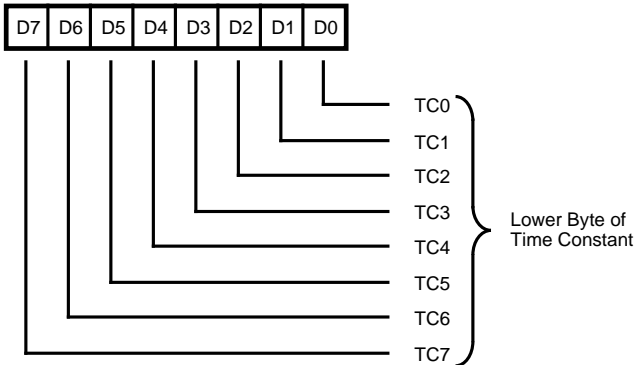 D7 D6 D5 D4 D3 D2 D1 D0
TC0
TC1
TC2
TC3
Lower Byte of
Time Constant
TC4
TC5
TC6
TC7